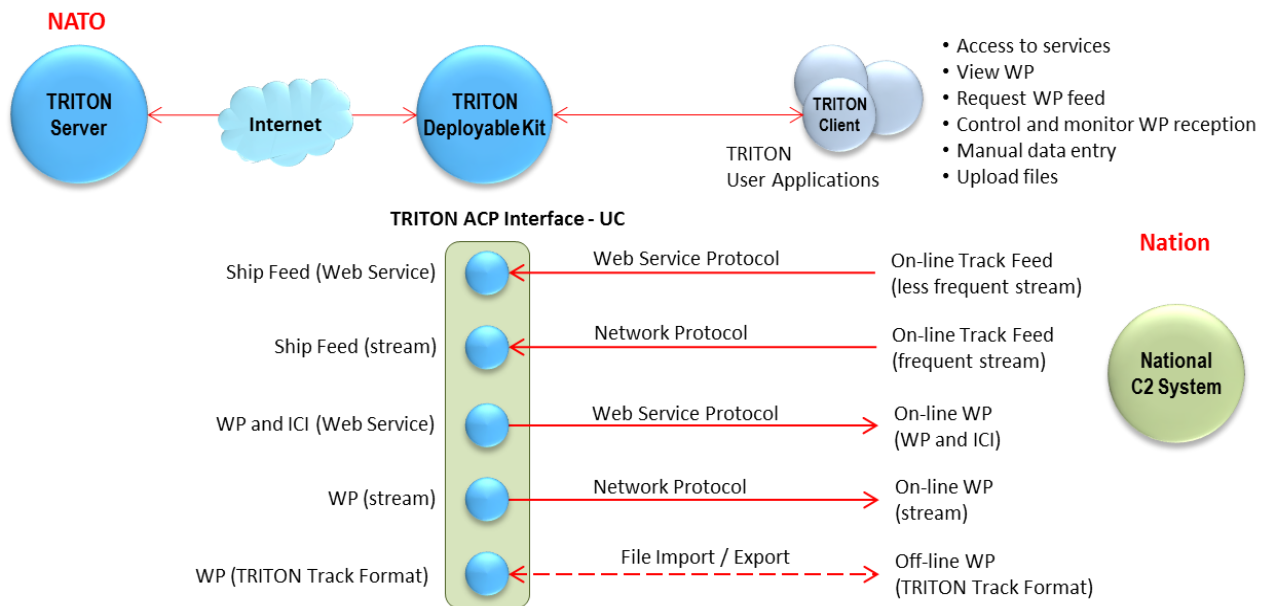 NATO
TRITON
Server
Internet
TRITON
Deployable Kit
TRITON
Client
TRITON
User Applications
• Access to services
• View WP
• Request WP feed
• Control and monitor WP reception
• Manual data entry
• Upload files
TRITON ACP Interface - UC
Nation
Ship Feed (Web Service)
Web Service Protocol
On-line Track Feed
(less frequent stream)
Ship Feed (stream)
Network Protocol
On-line Track Feed
(frequent stream)
National
C2 System
WP and ICI (Web Service)
Web Service Protocol
On-line WP
(WP and ICI)
WP (stream)
Network Protocol
On-line WP
(stream)
WP (TRITON Track Format)
File Import / Export
Off-line WP
(TRITON Track Format)